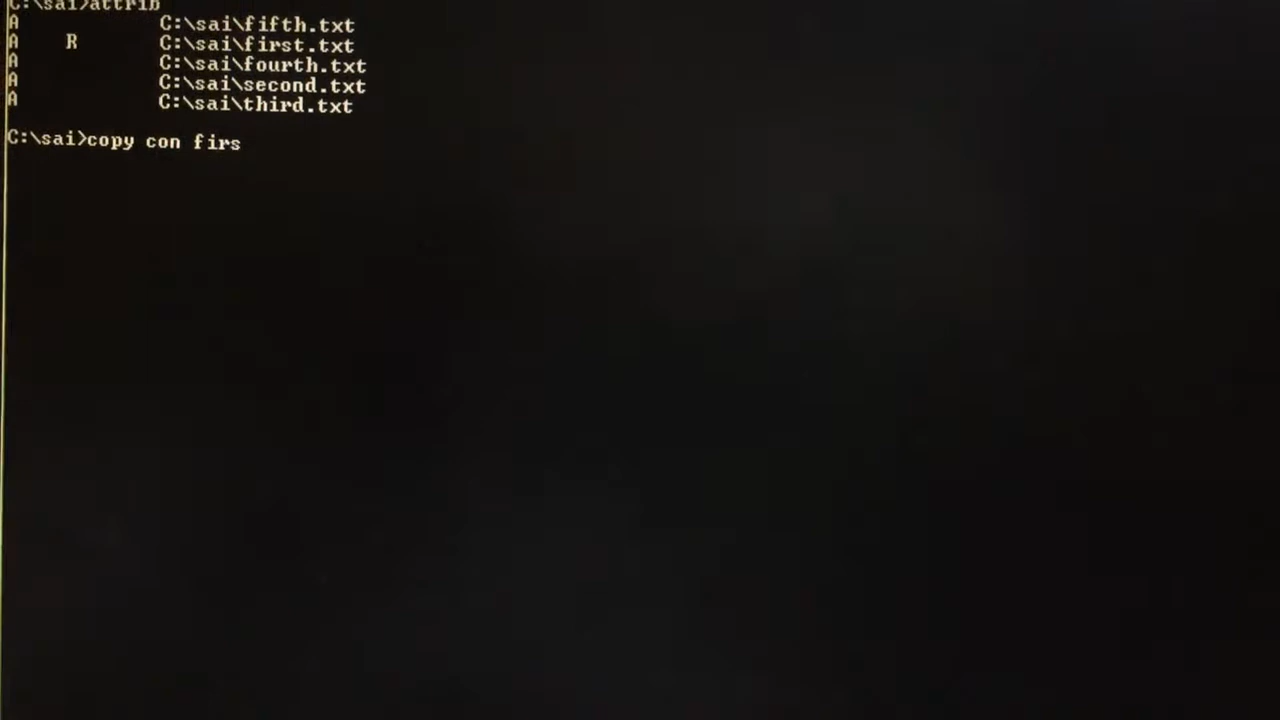 C:\sai>attrib
A C:\sai\fifth.txt
A R C:\sai\first.txt
A C:\sai\fourth.txt
A C:\sai\second.txt
A C:\sai\third.txt
C:\sai>copy con firs